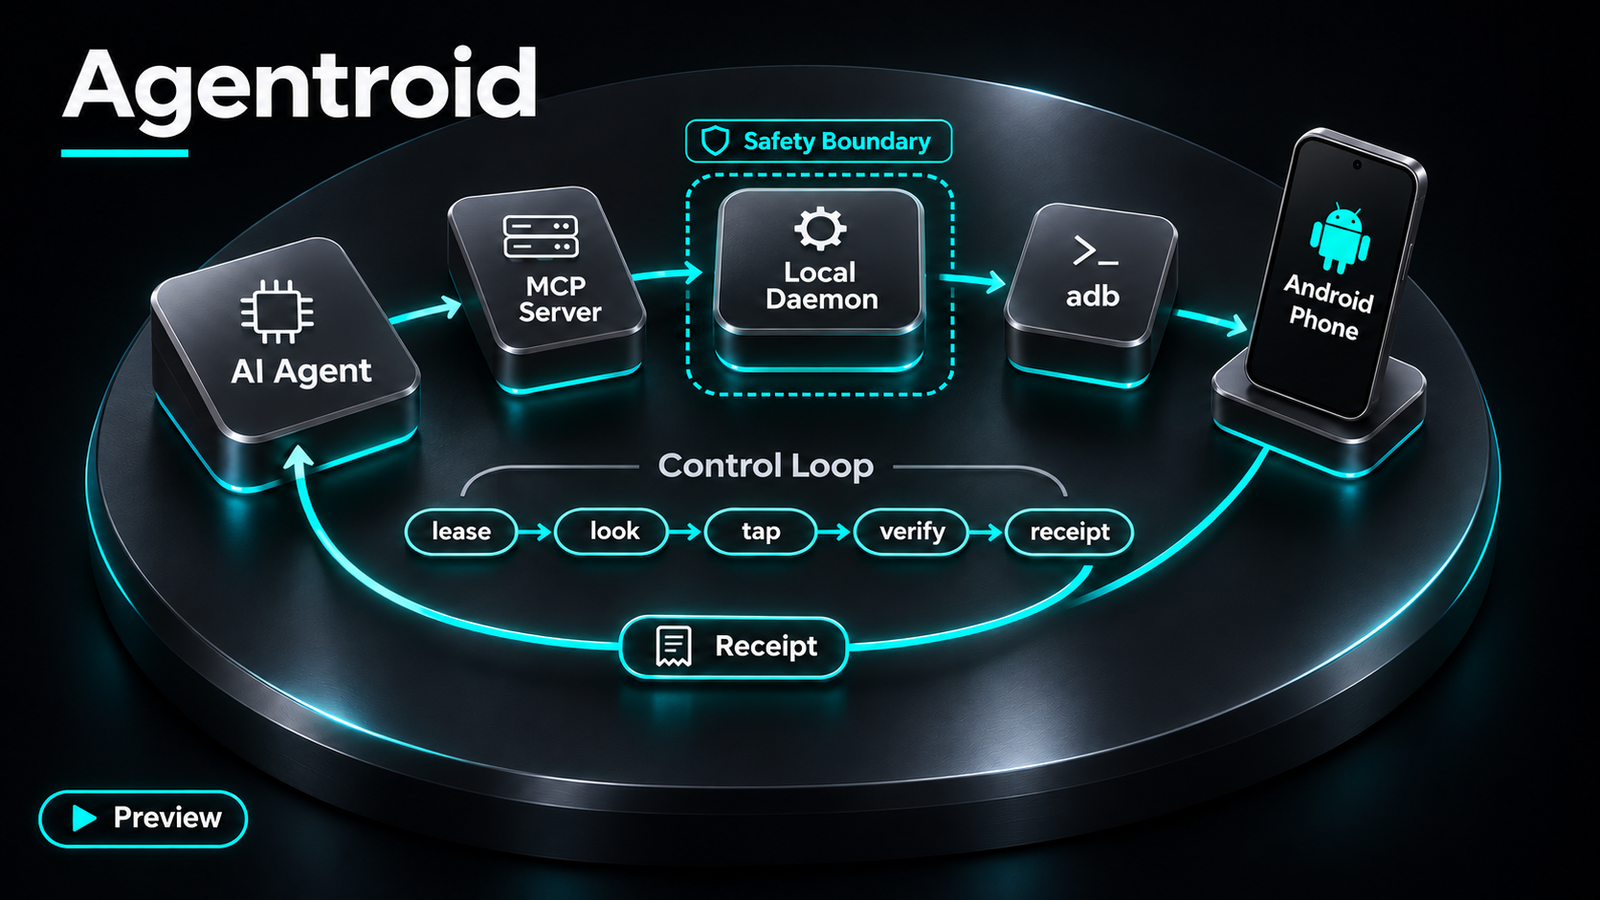 Agentroid
Safety Boundary
AI Agent
MCP
Server
Local
Daemon
>_
adb
Android
Phone
Control Loop
lease
look
tap
verify
receipt
Receipt
Preview